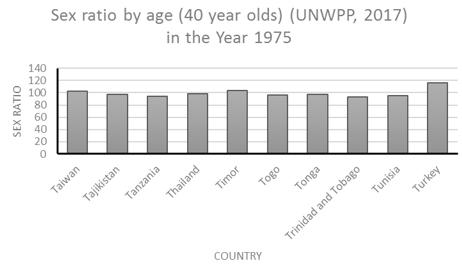 Sex ratio by age (40 year olds) (UNWPP, 2017)
in the Year 1975
SEX RATIO
140
120
100
80
60
40
20
0
Taiwan
Tajikistan
Tanzania
Thailand
Timor
Togo
Tonga
Trinidad and Tobago
Tunisia
Turkey
COUNTRY